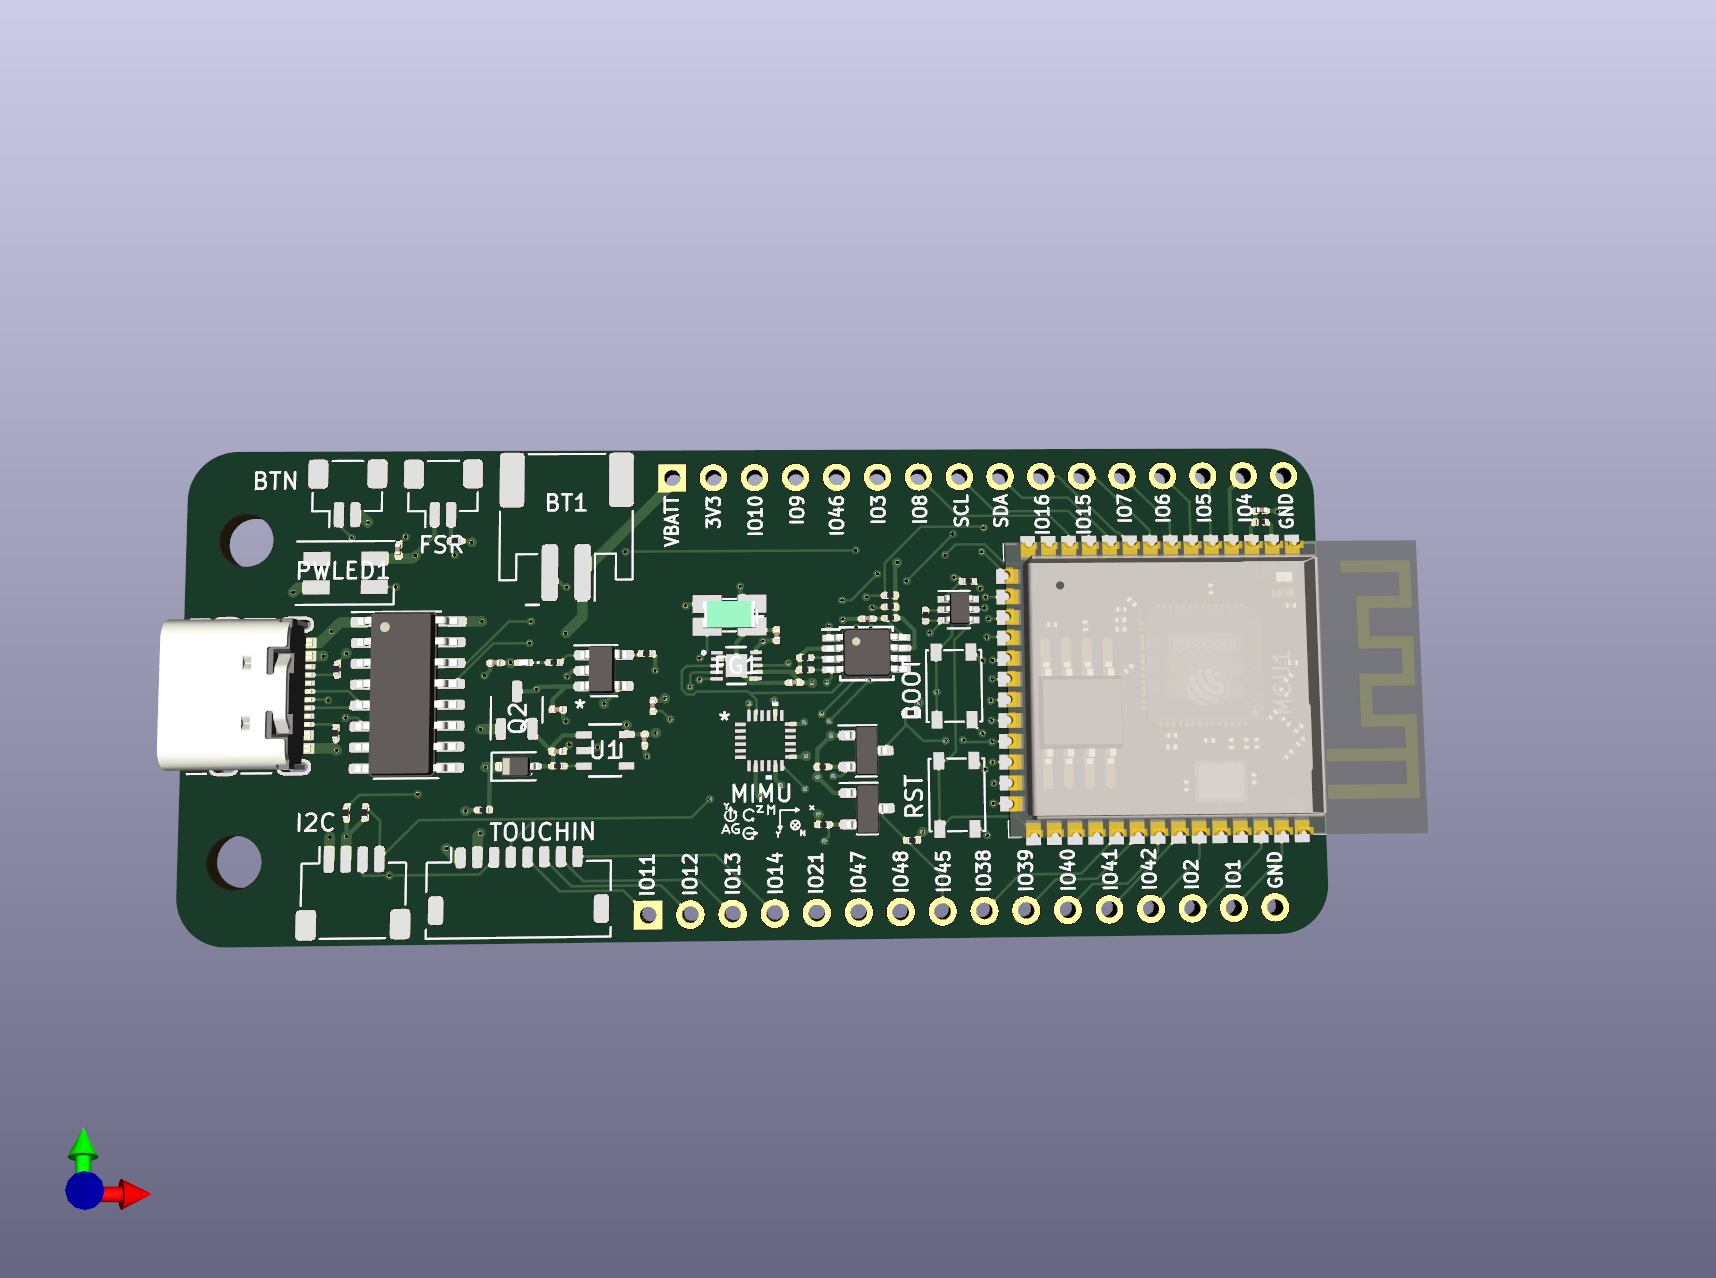 BTN
FSR
BT1
PWLED1
VBATT
3V3
IO10
IO9
IO46
IO3
IO8
SCL
SDA
IO16
IO15
IO7
IO6
IO5
IO4
GND
FG1
Q2
*
U1
*
BOOT
RST
MIMU
I2C
TOUCHIN
IO11
IO12
IO13
IO14
IO21
IO47
IO48
IO45
IO38
IO39
IO40
IO41
IO42
IO2
IO1
GND